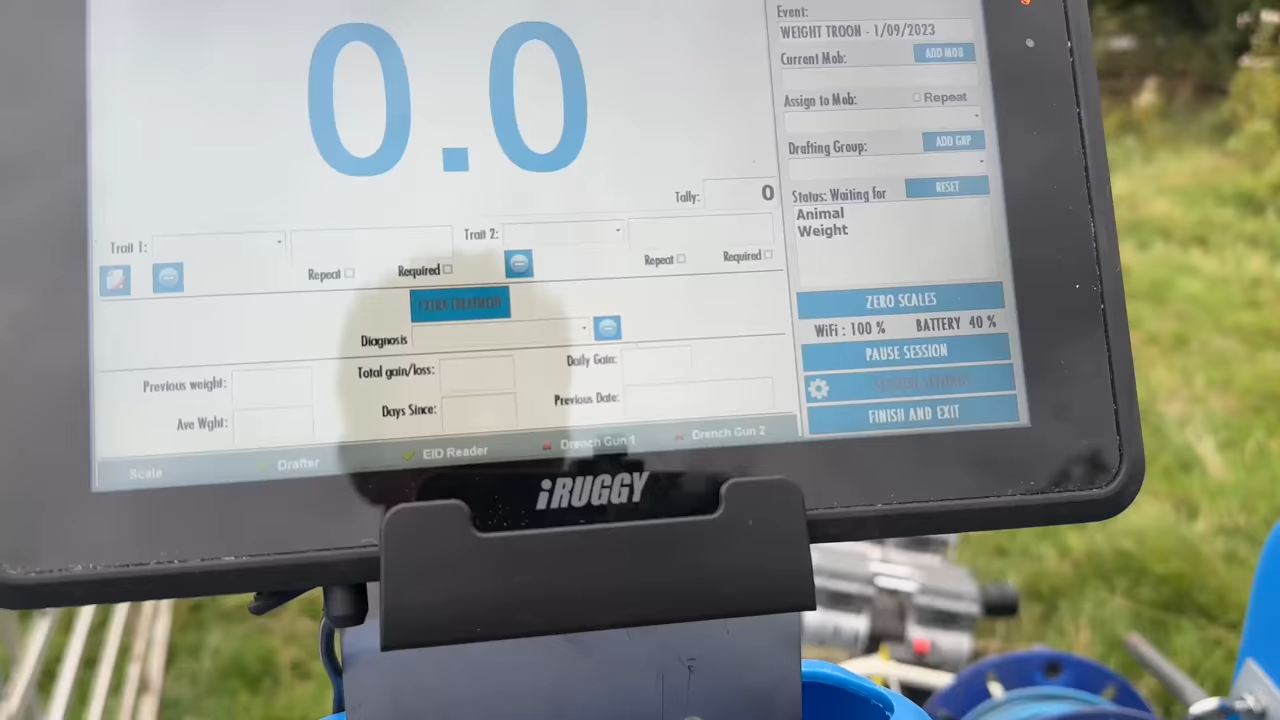 0.0
Tally: 0
Trait 1:
Trait 2:
Repeat
Required
Repeat
Required
EXTRA TREATMENT
Diagnosis
Previous weight:
Total gain/loss:
Daily Gain:
Ave Wght:
Days Since:
Previous Date:
Scale
Drafter
EID Reader
Drench Gun 1
Drench Gun 2
Event:
WEIGHT TROON - 1/09/2023
Current Mob:
ADD MOB
Assign to Mob:
Repeat
Drafting Group:
ADD GRP
Status: Waiting for
RESET
Animal
Weight
ZERO SCALES
WiFi : 100 %
BATTERY 40 %
PAUSE SESSION
FINISH AND EXIT
iRUGGY